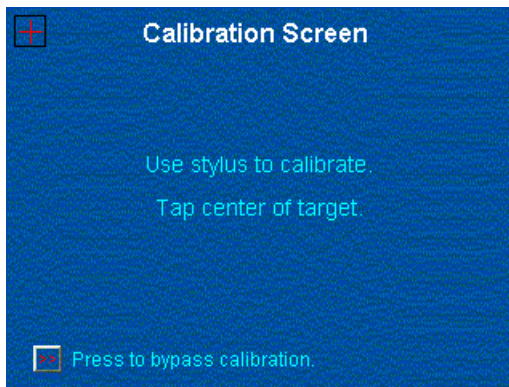 Calibration Screen
Use stylus to calibrate.
Tap center of target.
>> Press to bypass calibration.